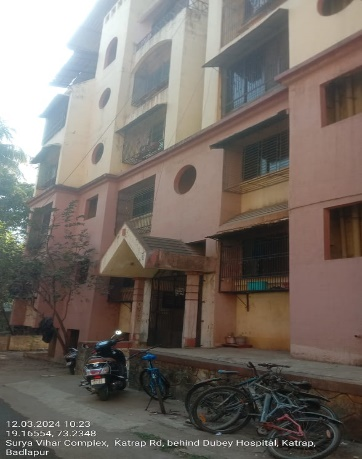 12.03.2024 10:23
19.16554, 73.2348
Surya Vihar Complex, Katrap Rd, behind Dubey Hospital, Katrap,
Badlapur